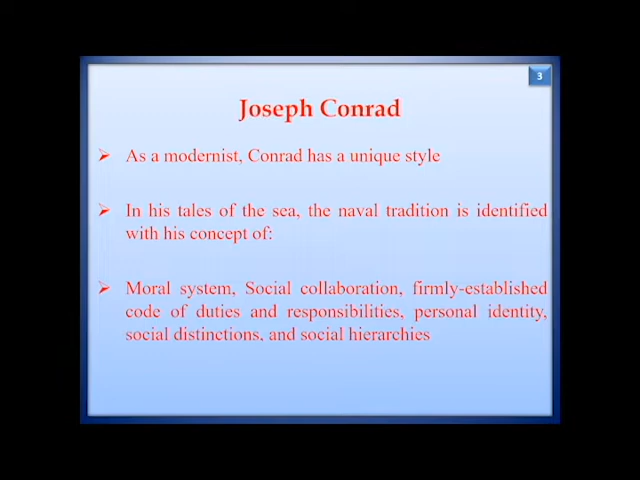 3
Joseph Conrad
As a modernist, Conrad has a unique style
In his tales of the sea, the naval tradition is identified
with his concept of:
Moral system, Social collaboration, firmly-established
code of duties and responsibilities, personal identity,
social distinctions, and social hierarchies